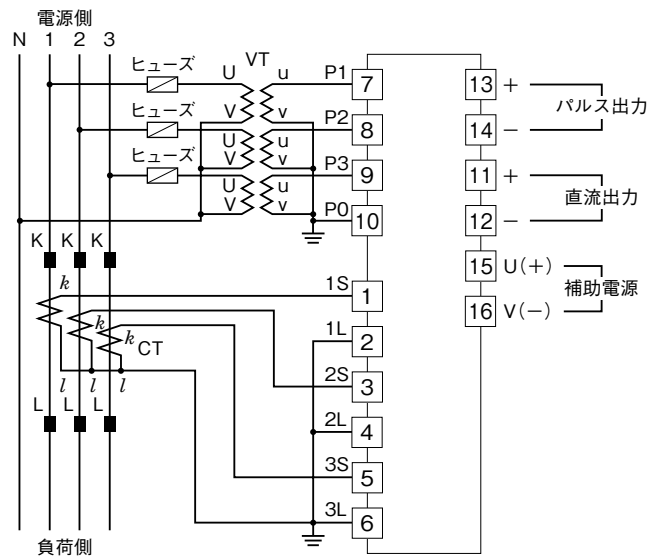 電源側
N 1 2 3
ヒューズ
ヒューズ
ヒューズ
VT
U u
V v
U u
V v
U u
V v
P1 7
P2 8
P3 9
P0 10
13 +
14 −
パルス出力
11 +
12 −
直流出力
15 U(+)
16 V(−)
補助電源
K K K
k
k
k CT
l l l
L L L
1S 1
1L 2
2S 3
2L 4
3S 5
3L 6
負荷側